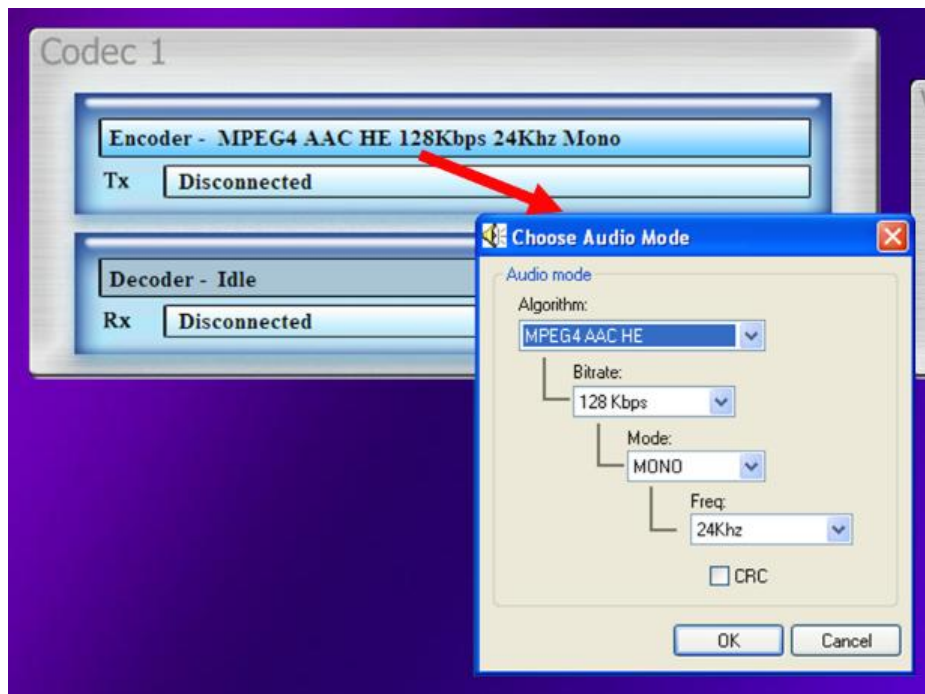 Codec 1
Encoder - MPEG4 AAC HE 128Kbps 24Khz Mono
Tx Disconnected
Decoder - Idle
Rx Disconnected
Choose Audio Mode
Audio mode
Algorithm:
MPEG4 AAC HE
Bitrate:
128 Kbps
Mode:
MONO
Freq:
24Khz
CRC
OK Cancel